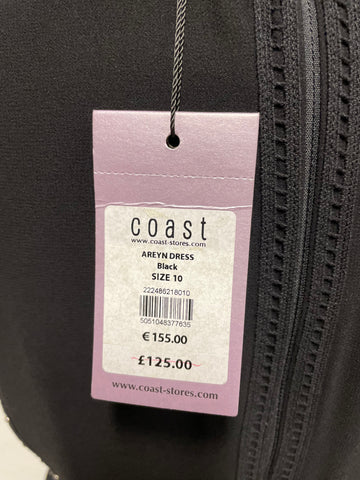 coast
www.coast-stores.com
AREYN DRESS
Black
SIZE 10
222486218010
5051048377635
€ 155.00
£125.00
www.coast-stores.com